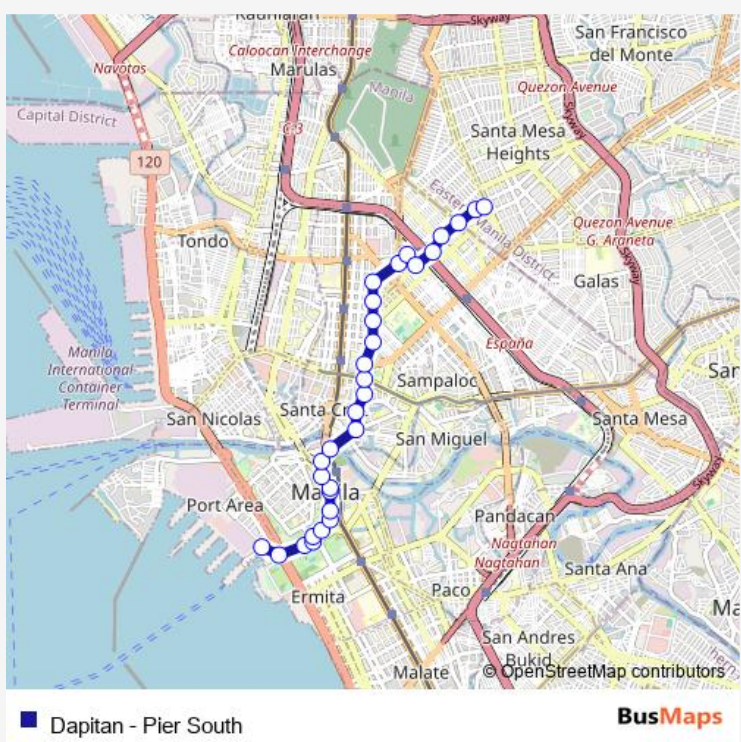 Skyway
San Francisco
del Monte
Caloocan Interchange
Navotas
Marulas
Manila
Quezon Avenue
Skyway
Capital District
C-3
Santa Mesa
Heights
120
Eastern Manila District
Quezon Avenue
G. Araneta
Tondo
Skyway
Galas
Manila
International
Container
Terminal
España
Sampaloc
San Nicolas
Santa
Santa Mesa
San Miguel
Skyway
Port Area
Pandacan
Nagtahan
Nagtahan
Santa Ana
Ermita
Paco
San Andres
Bukid
Malate
© OpenStreetMap contributors
Dapitan - Pier South
BusMaps